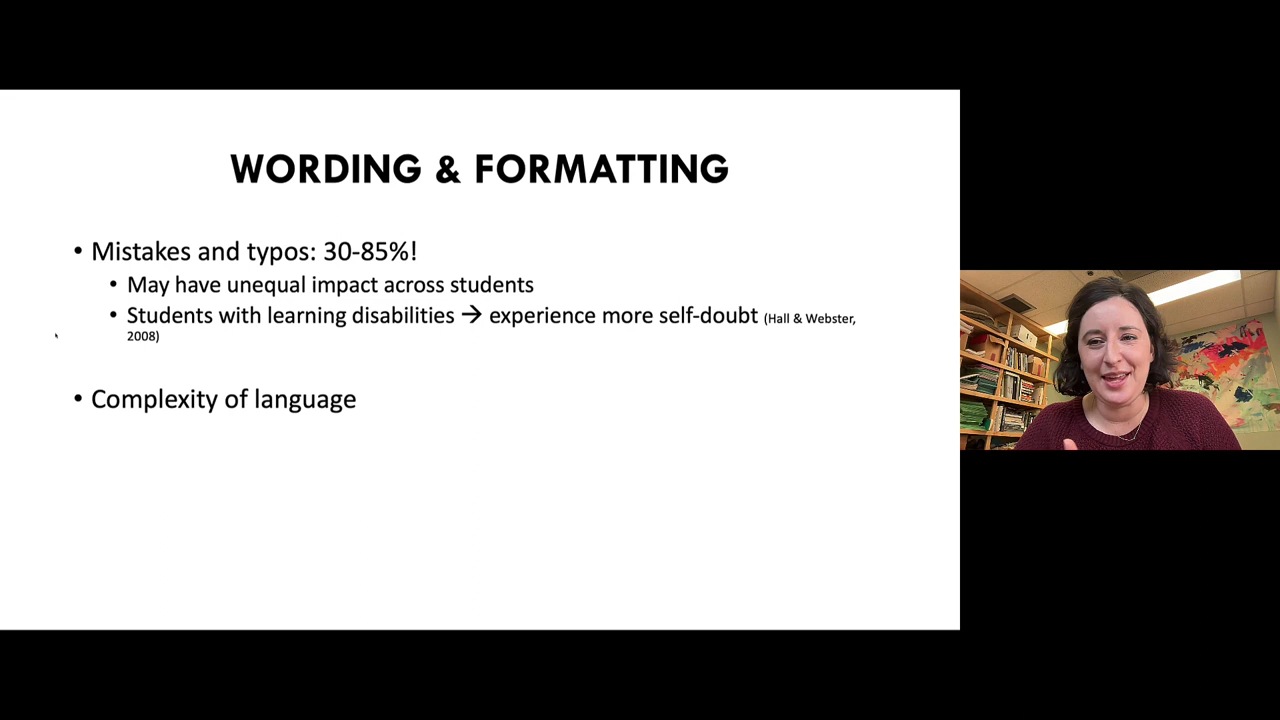 WORDING & FORMATTING
• Mistakes and typos: 30-85%!
• May have unequal impact across students
• Students with learning disabilities → experience more self-doubt (Hall & Webster,
2008)
• Complexity of language